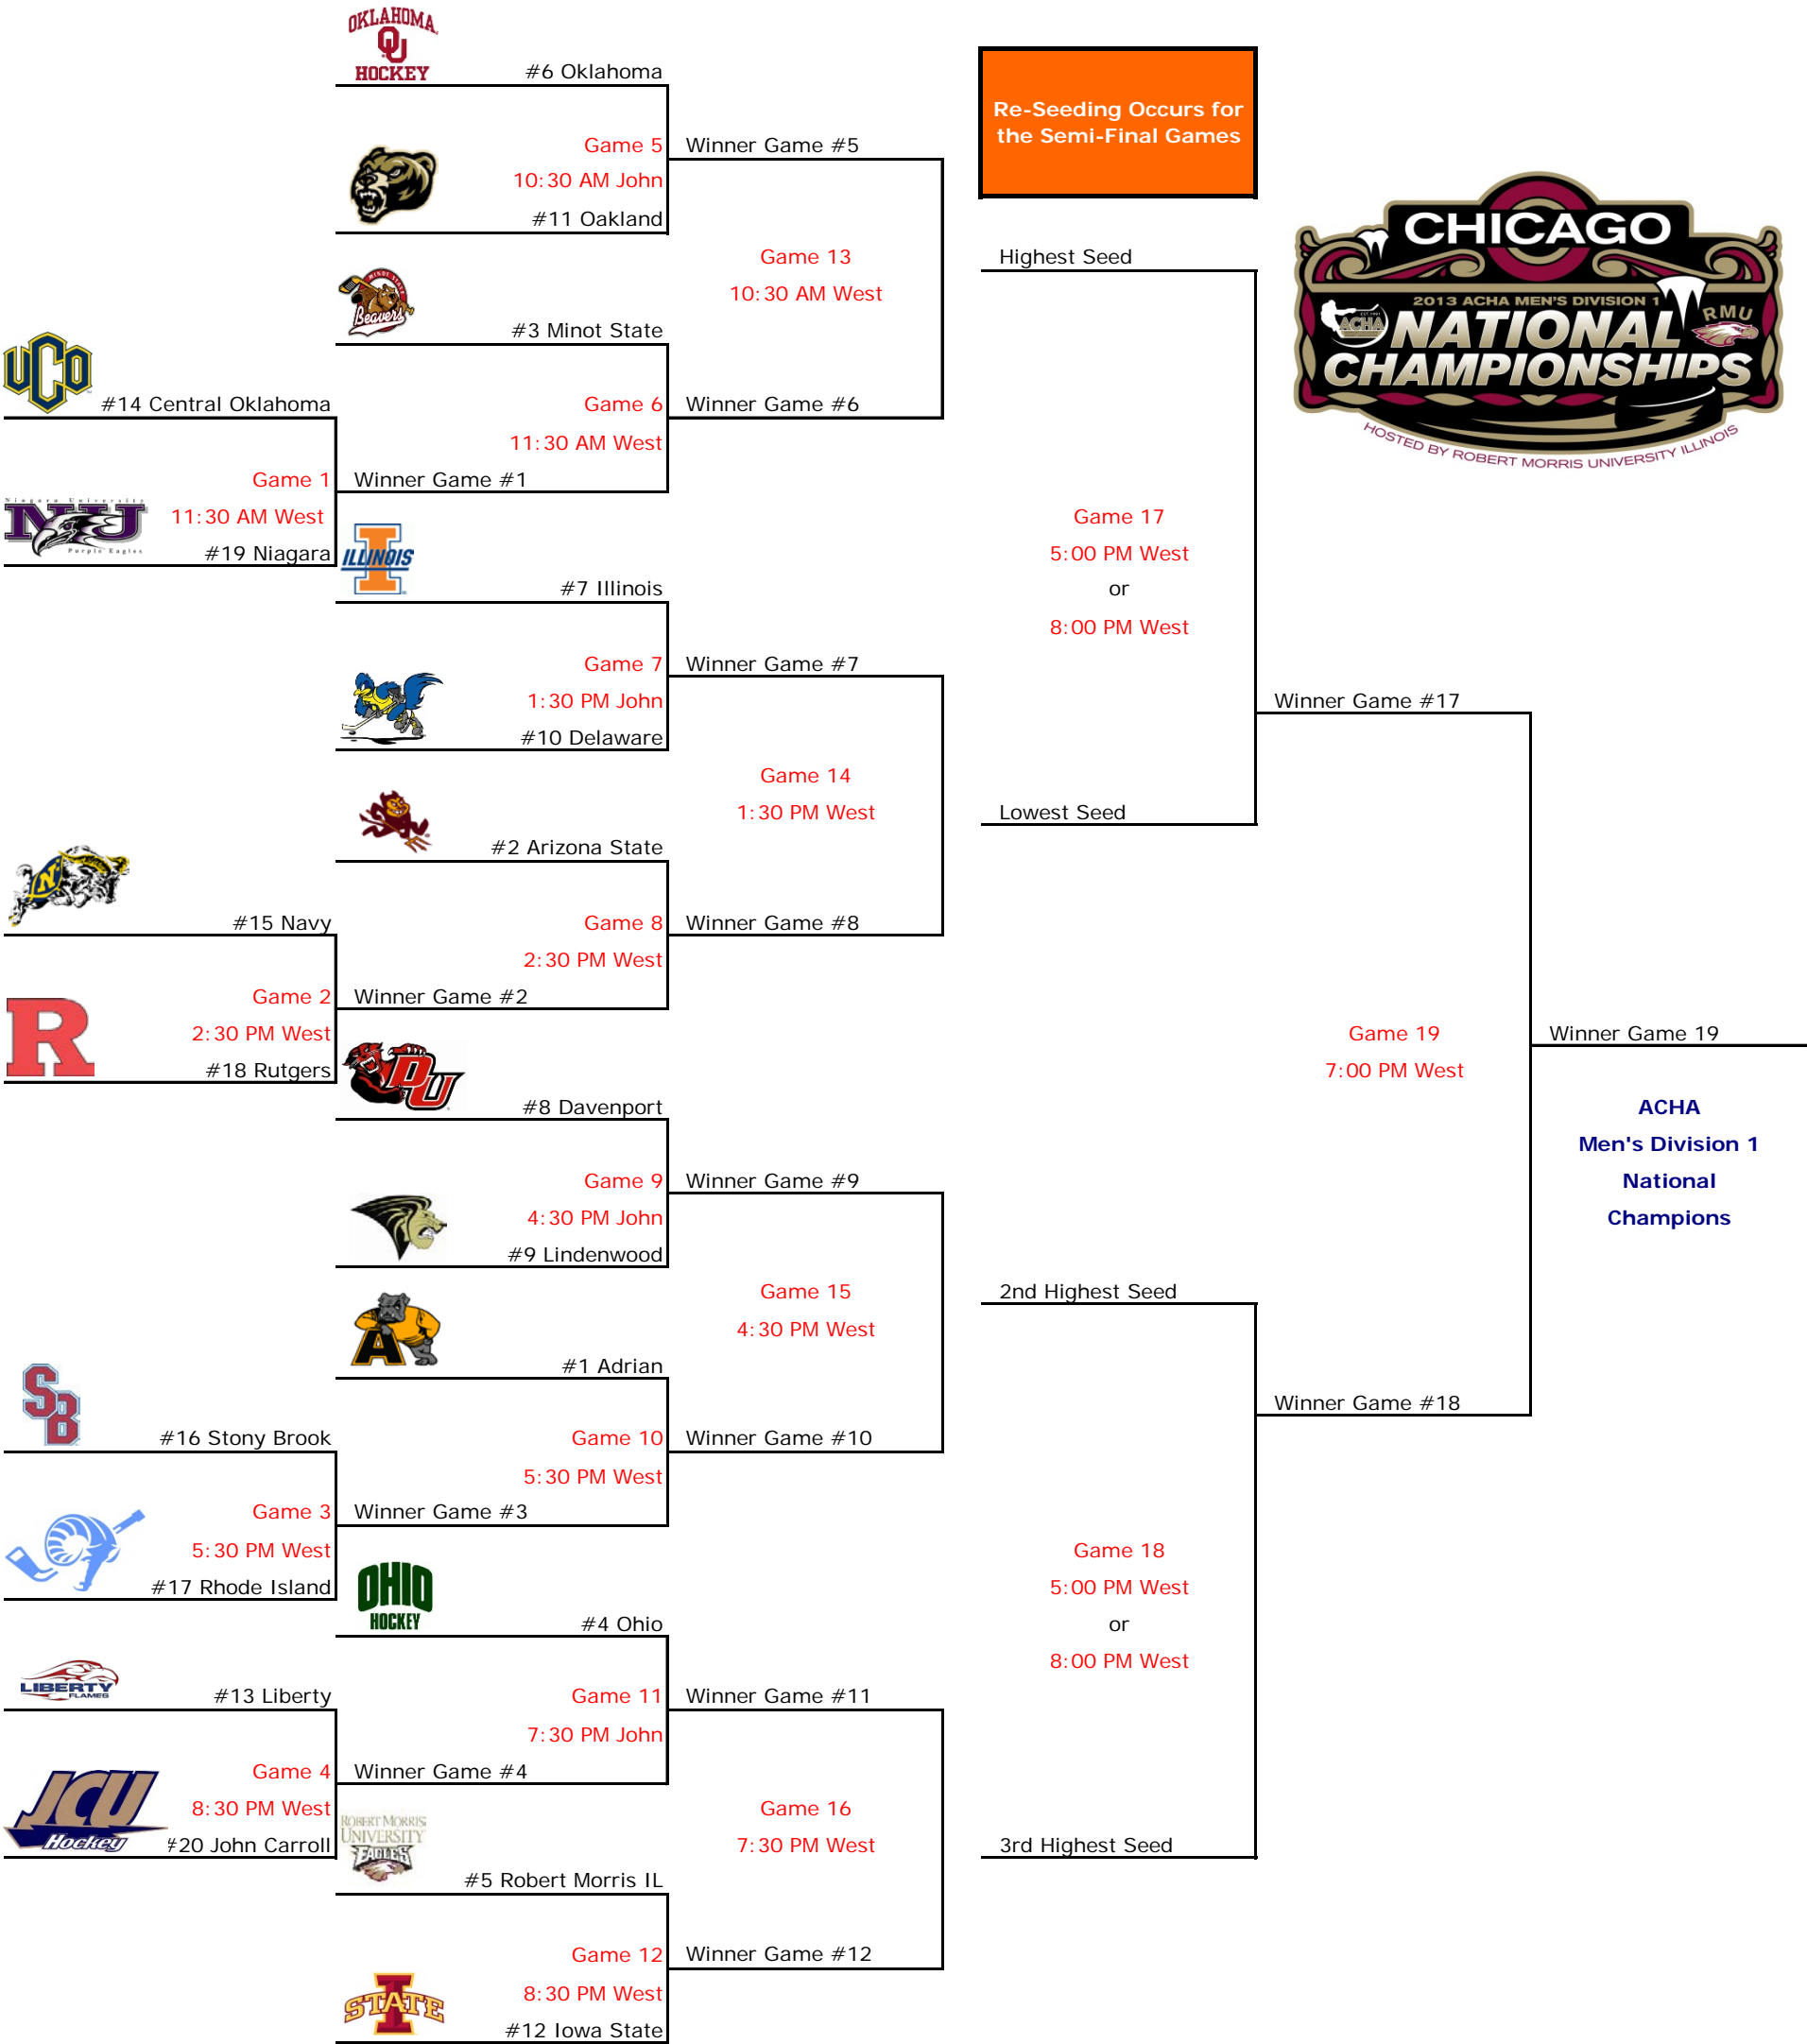 OKLAHOMA
OU
HOCKEY
#6 Oklahoma
Re-Seeding Occurs for
the Semi-Final Games
Game 5
Winner Game #5
10:30 AM John
#11 Oakland
CHICAGO
Game 13
Highest Seed
10:30 AM West
2013 ACHA MEN'S DIVISION 1
ACHA
RMU
NATIONAL
CHAMPIONSHIPS
HOSTED BY ROBERT MORRIS UNIVERSITY ILLINOIS
MINOT STATE
Beavers
#3 Minot State
UCO
#14 Central Oklahoma
Game 6
Winner Game #6
11:30 AM West
Game 1
Winner Game #1
Niagara University
NU
Purple Eagles
11:30 AM West
#19 Niagara
I
ILLINOIS
Game 17
5:00 PM West
#7 Illinois
or
8:00 PM West
Game 7
Winner Game #7
1:30 PM John
Winner Game #17
#10 Delaware
Game 14
1:30 PM West
Lowest Seed
#2 Arizona State
N
#15 Navy
Game 8
Winner Game #8
2:30 PM West
Game 2
Winner Game #2
R
2:30 PM West
Game 19
Winner Game 19
#18 Rutgers
7:00 PM West
DU
#8 Davenport
ACHA
Men's Division 1
National
Champions
Game 9
Winner Game #9
4:30 PM John
#9 Lindenwood
Game 15
2nd Highest Seed
4:30 PM West
A
#1 Adrian
SB
Winner Game #18
#16 Stony Brook
Game 10
Winner Game #10
5:30 PM West
Game 3
Winner Game #3
5:30 PM West
Game 18
#17 Rhode Island
5:00 PM West
OHIO
HOCKEY
#4 Ohio
or
8:00 PM West
LIBERTY
FLAMES
#13 Liberty
Game 11
Winner Game #11
7:30 PM John
Game 4
Winner Game #4
JCU
Hockey
8:30 PM West
Game 16
#20 John Carroll
7:30 PM West
3rd Highest Seed
ROBERT MORRIS
UNIVERSITY
EAGLES
#5 Robert Morris IL
Game 12
Winner Game #12
8:30 PM West
I
STATE
#12 Iowa State